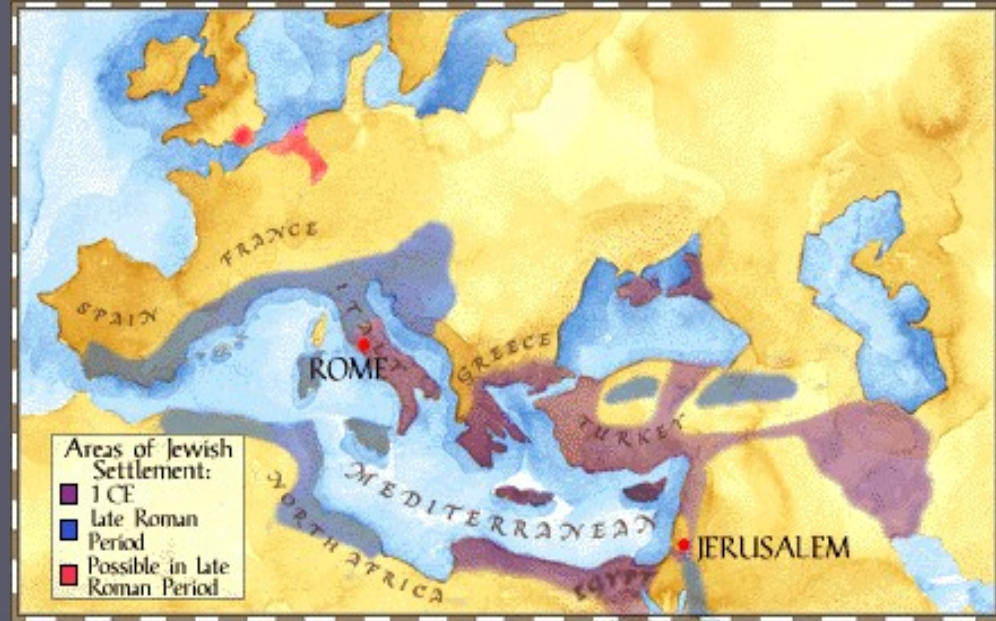 FRANCE
SPAIN
ITALY
ROME
GREECE
TURKEY
MEDITERRANEAN
NORTH AFRICA
EGYPT
JERUSALEM
Areas of Jewish
Settlement:
1 CE
late Roman
Period
Possible in late
Roman Period